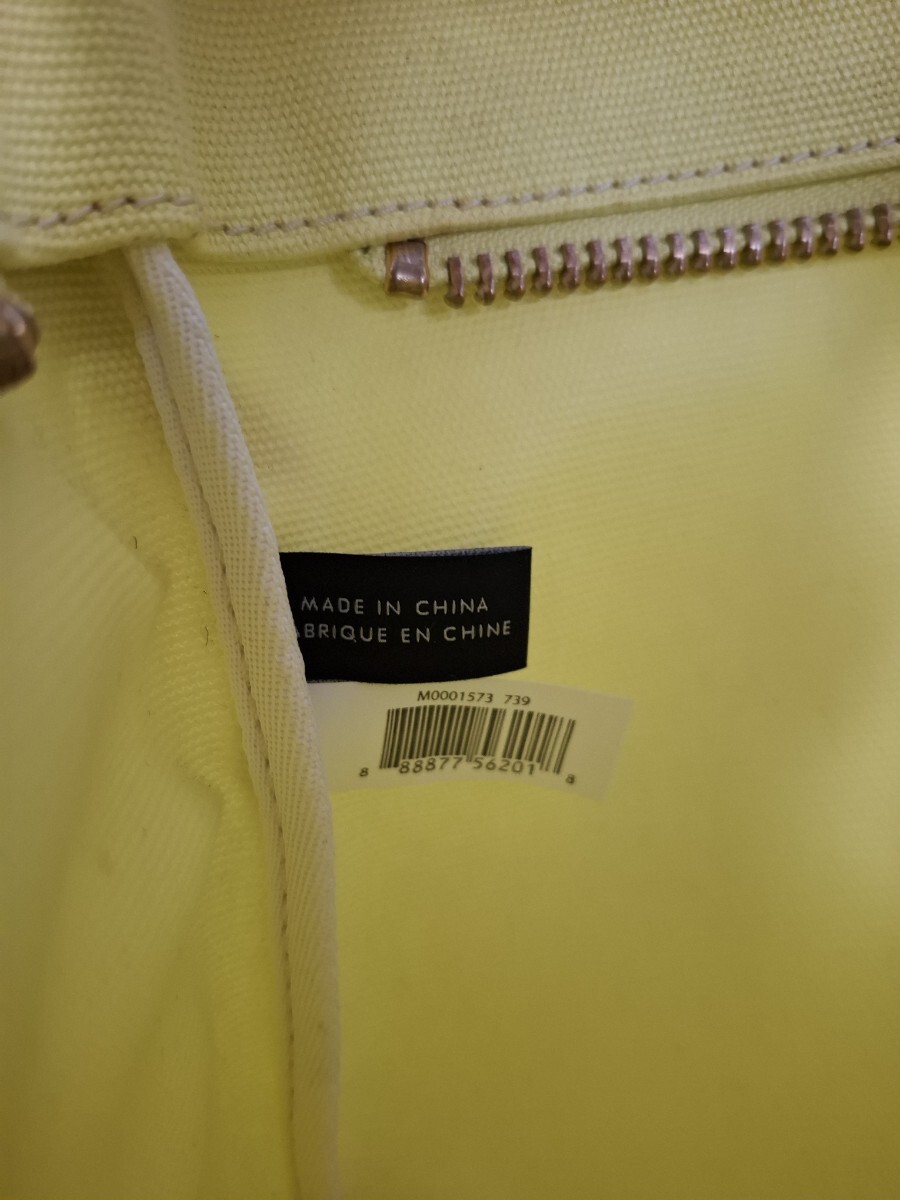 MADE IN CHINA
ABRIQUE EN CHINE
M0001573 739
8 88877 56201 8